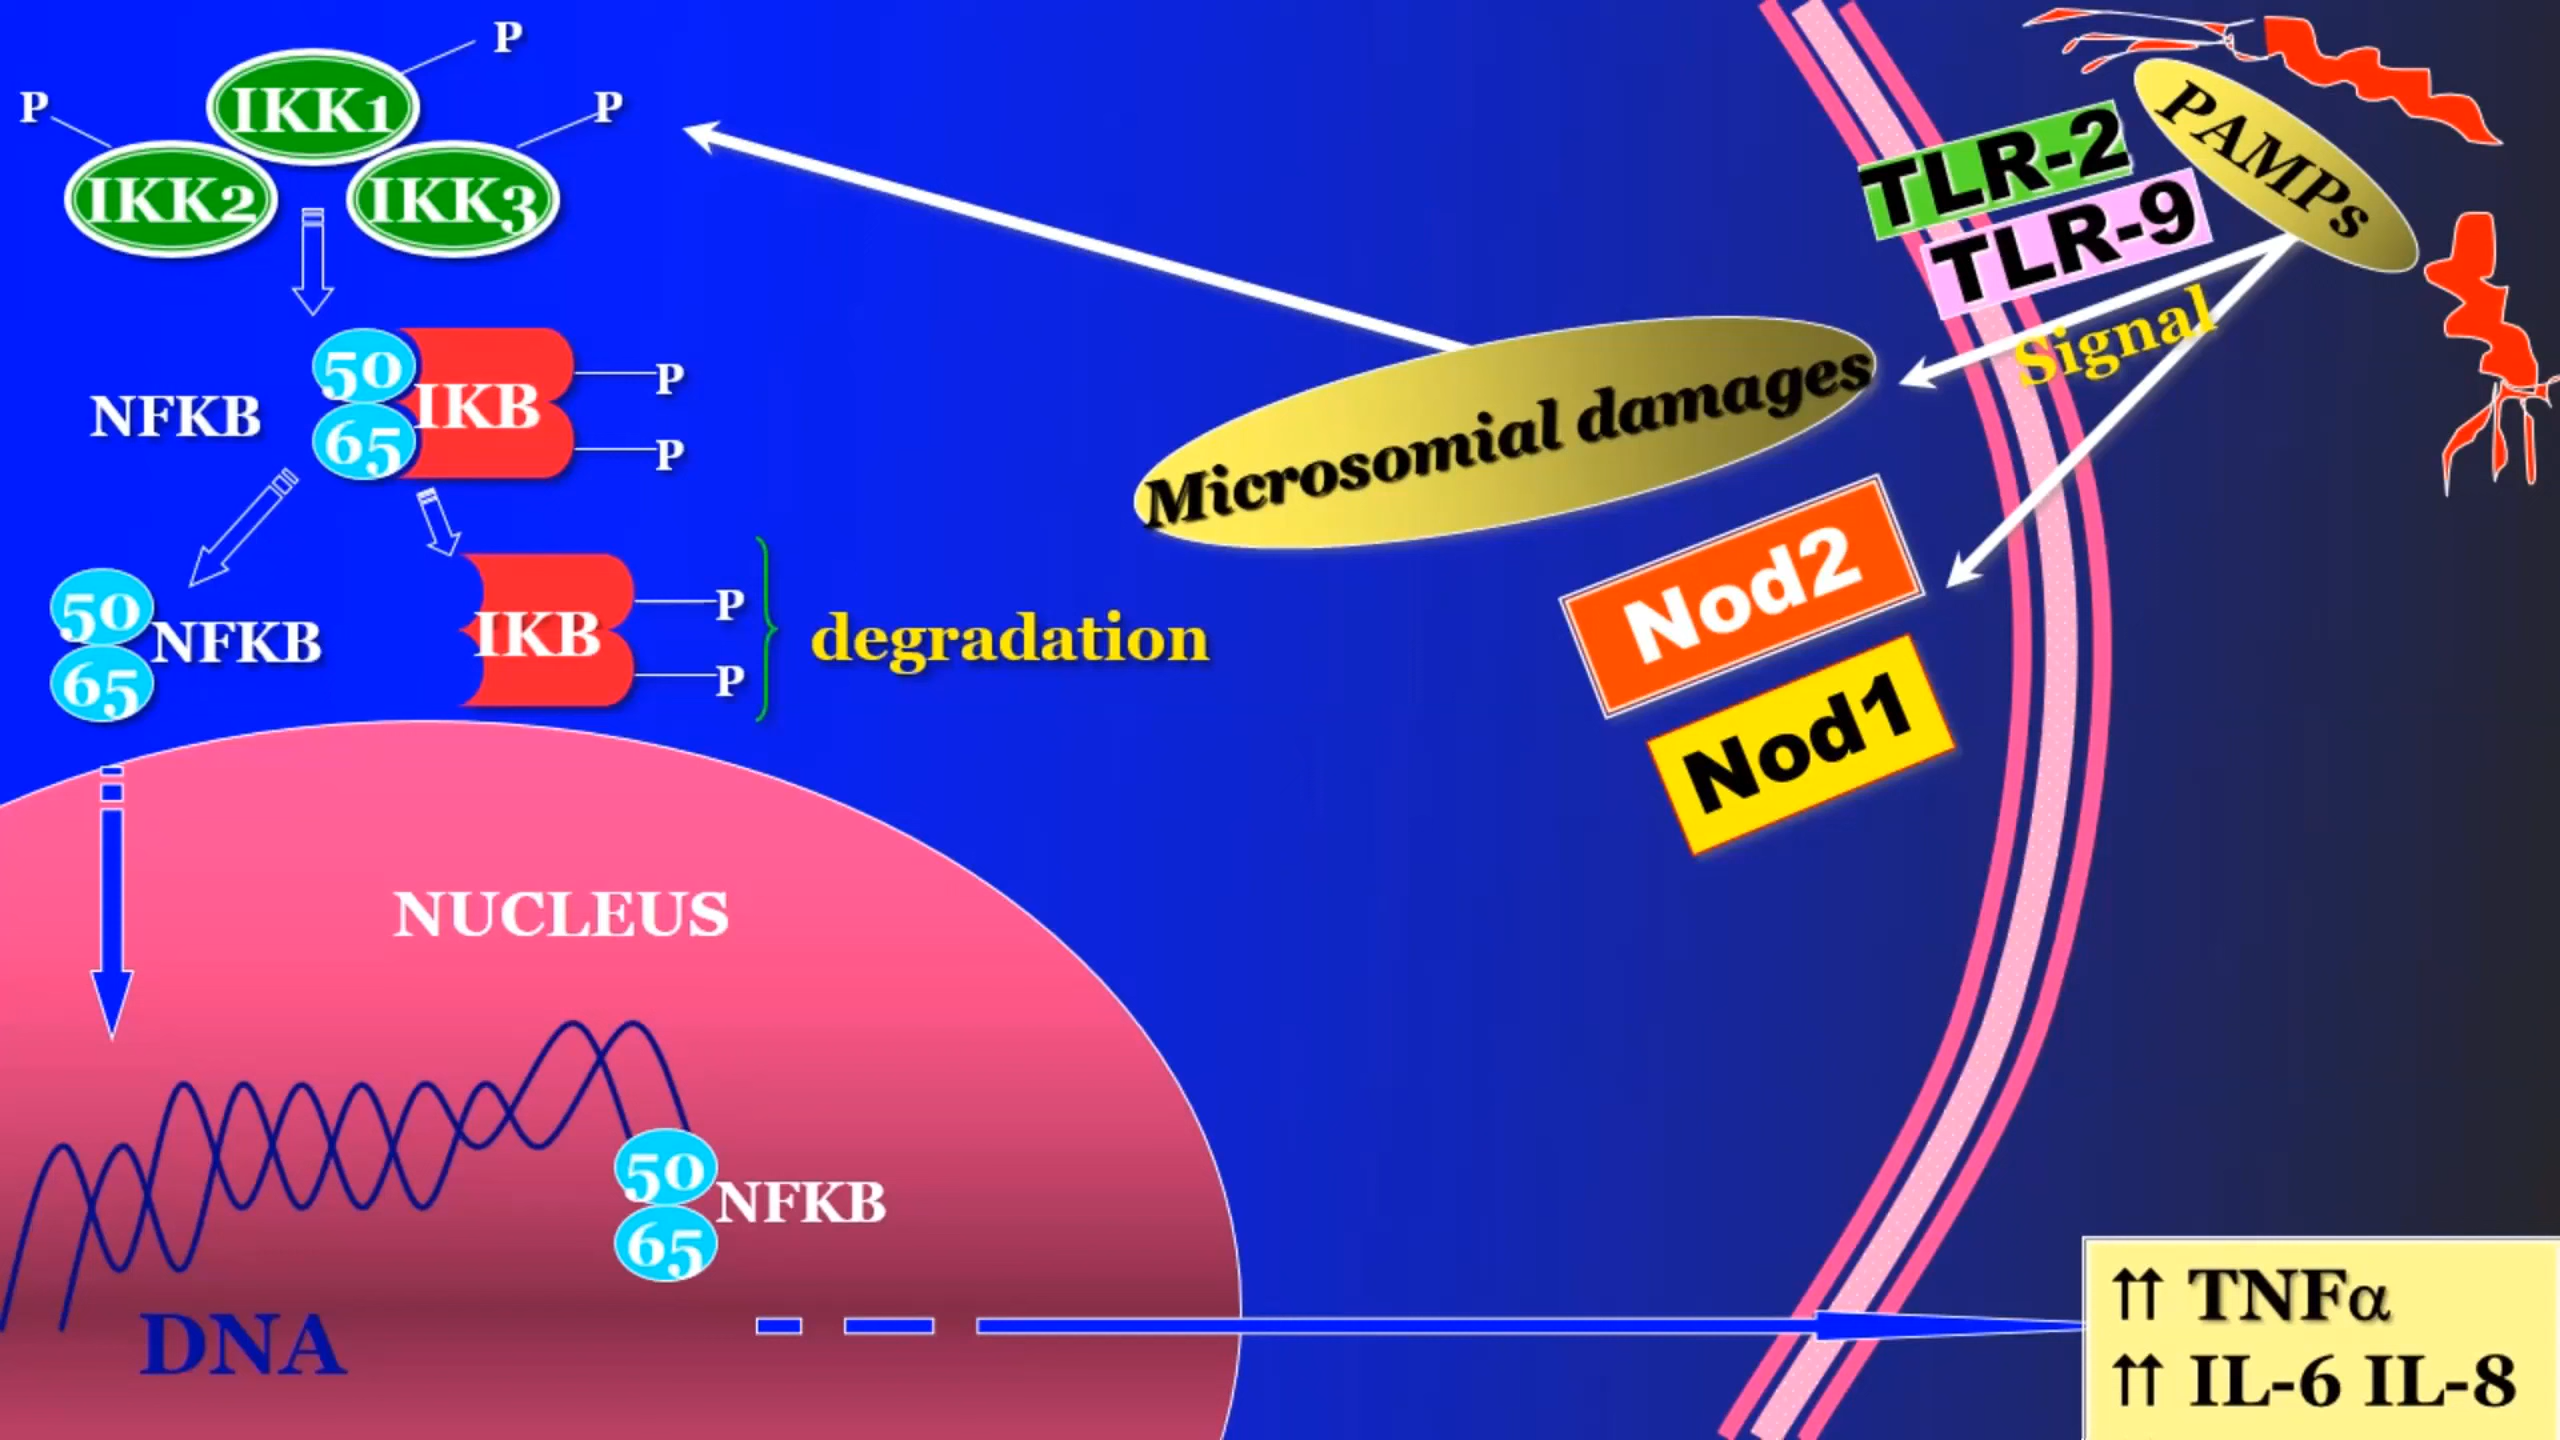 P
IKK1
P
P
IKK2
IKK3
NFKB
50
65
IKB
P
P
50
65
NFKB
IKB
P
P
degradation
NUCLEUS
DNA
50
65
NFKB
PAMPs
TLR-2
TLR-9
Signal
Microsomial damages
Nod2
Nod1
⇈ TNFα
⇈ IL-6 IL-8